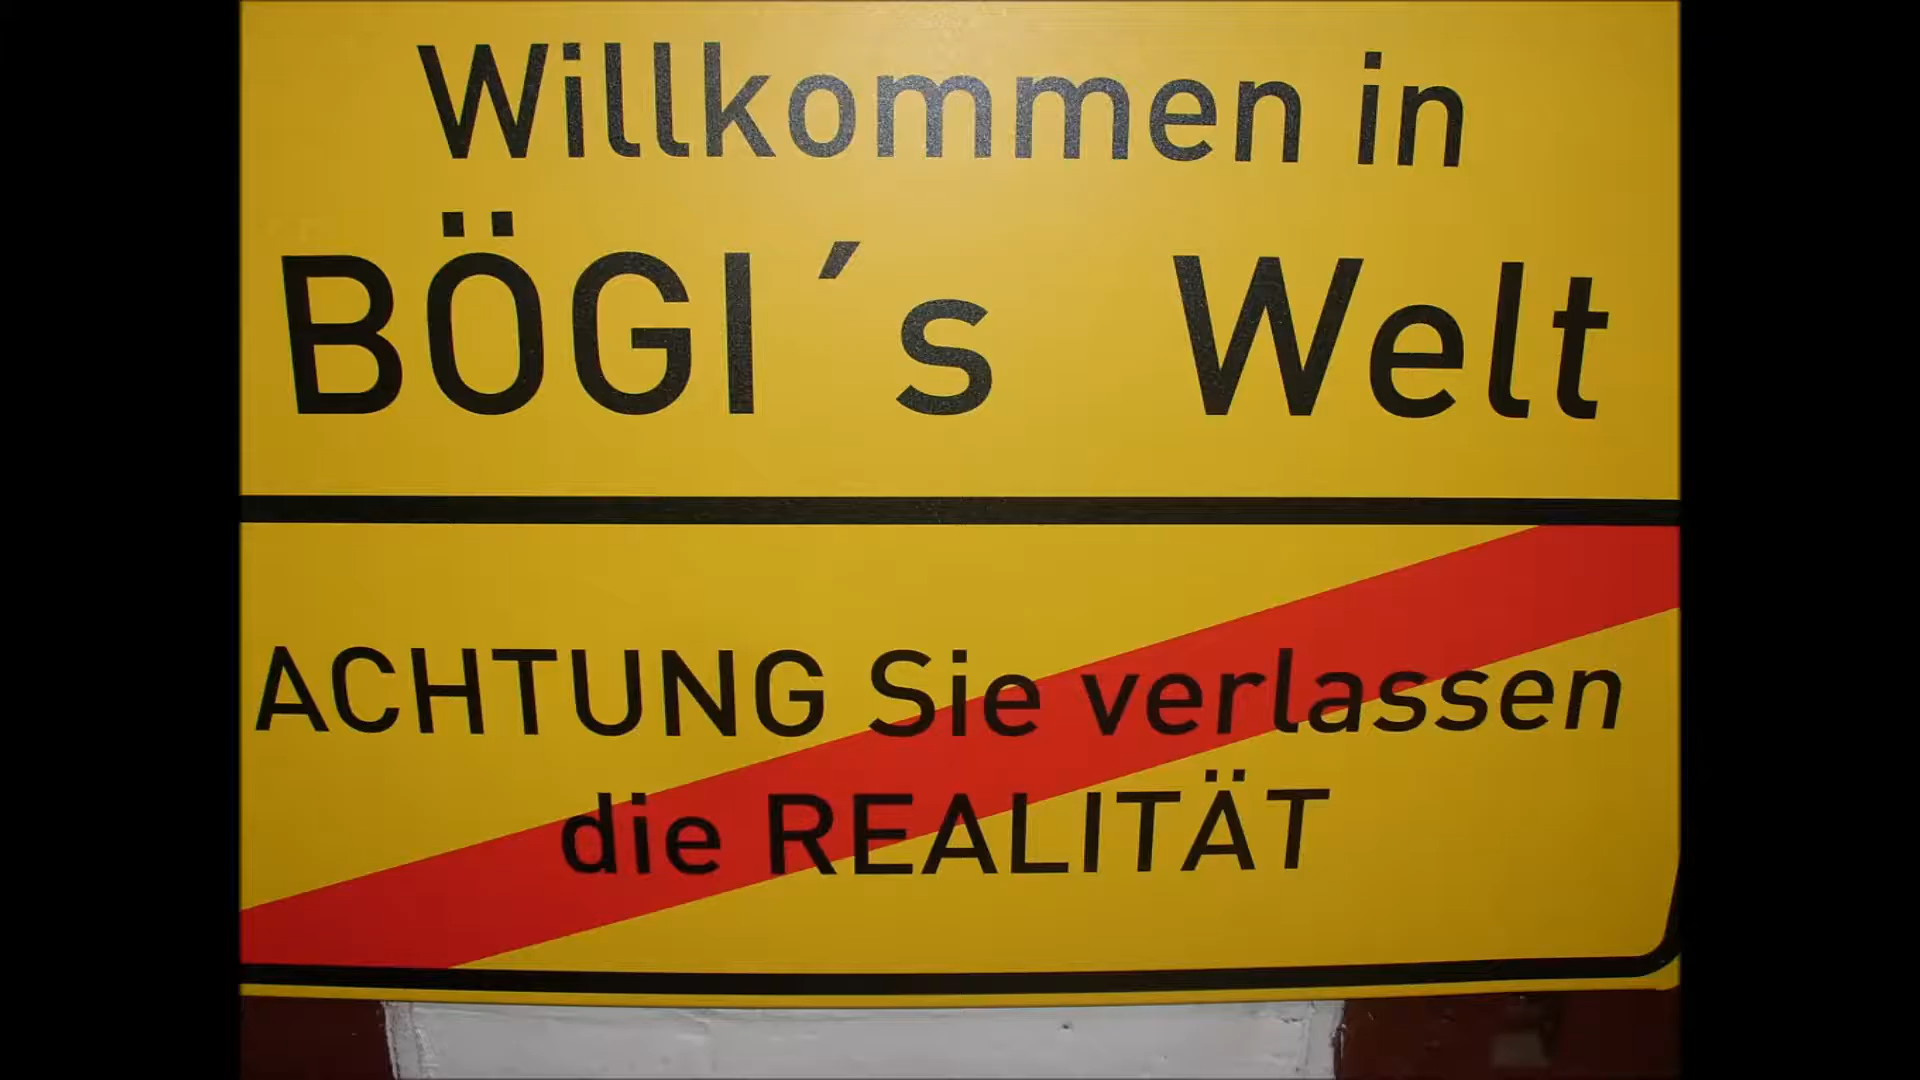 Willkommen in
BÖGI´s Welt
ACHTUNG Sie verlassen
die REALITÄT